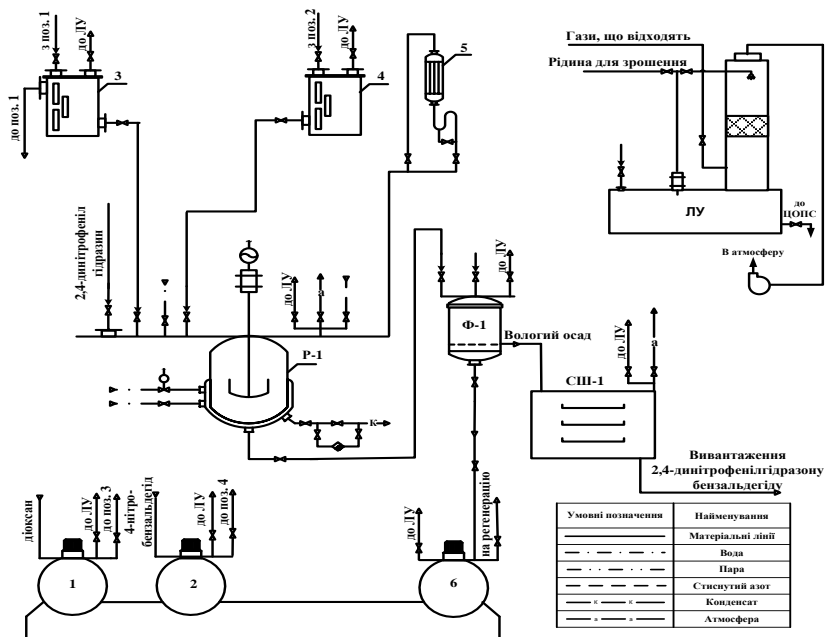 з поз. 1
до ЛУ
3
до поз. 1
з поз. 2
до ЛУ
4
5
Гази, що відходять
Рідина для зрошення
ЛУ
до
ЦОПС
В атмосферу
2,4-динітрофеніл
гідразин
до ЛУ
а
Р-1
к
Ф-1
до ЛУ
Вологий осад
СШ-1
до ЛУ
а
Вивантаження
2,4-динітрофенілгідразону
бензальдегіду
діоксан
до ЛУ
до поз. 3
1
4-нітро-
бензальдегід
до ЛУ
до поз. 4
2
до ЛУ
на регенерацію
6
Умовні позначення Найменування
Матеріальні лінії
Вода
Пара
Стиснутий азот
к к Конденсат
а а Атмосфера